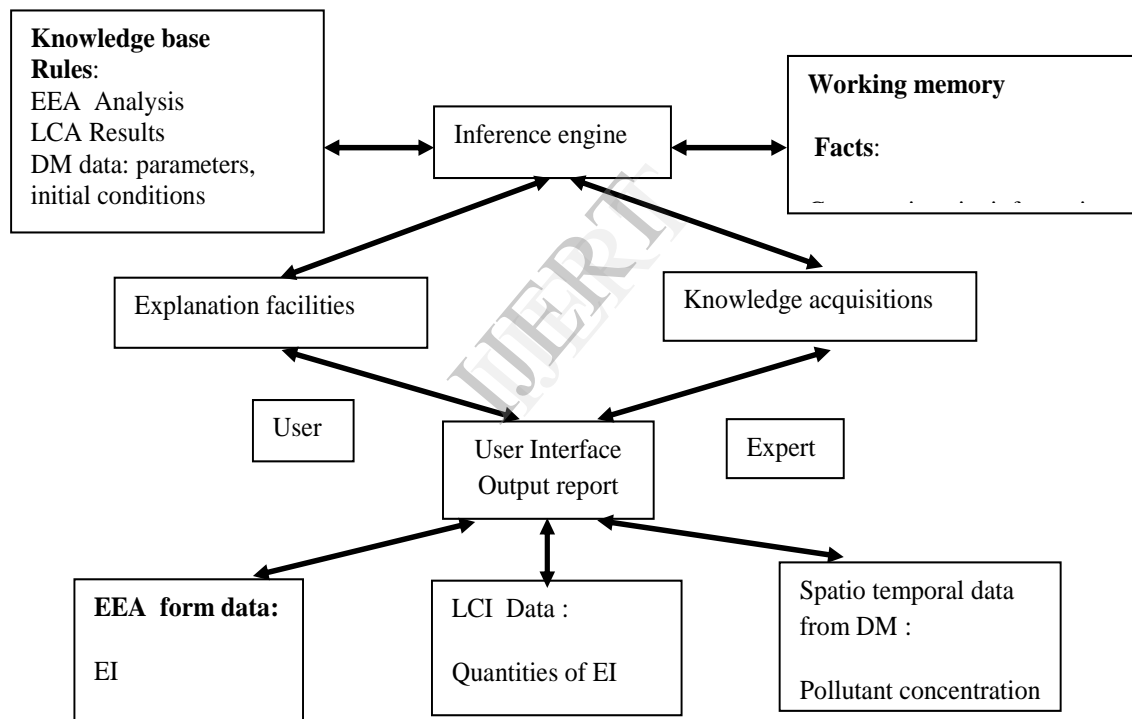 Knowledge base
Rules:
EEA Analysis
LCA Results
DM data: parameters,
initial conditions
Inference engine
Working memory
Facts:
Explanation facilities
Knowledge acquisitions
IJERT
User
User Interface
Output report
Expert
EEA form data:
EI
LCI Data :
Quantities of EI
Spatio temporal data
from DM :
Pollutant concentration